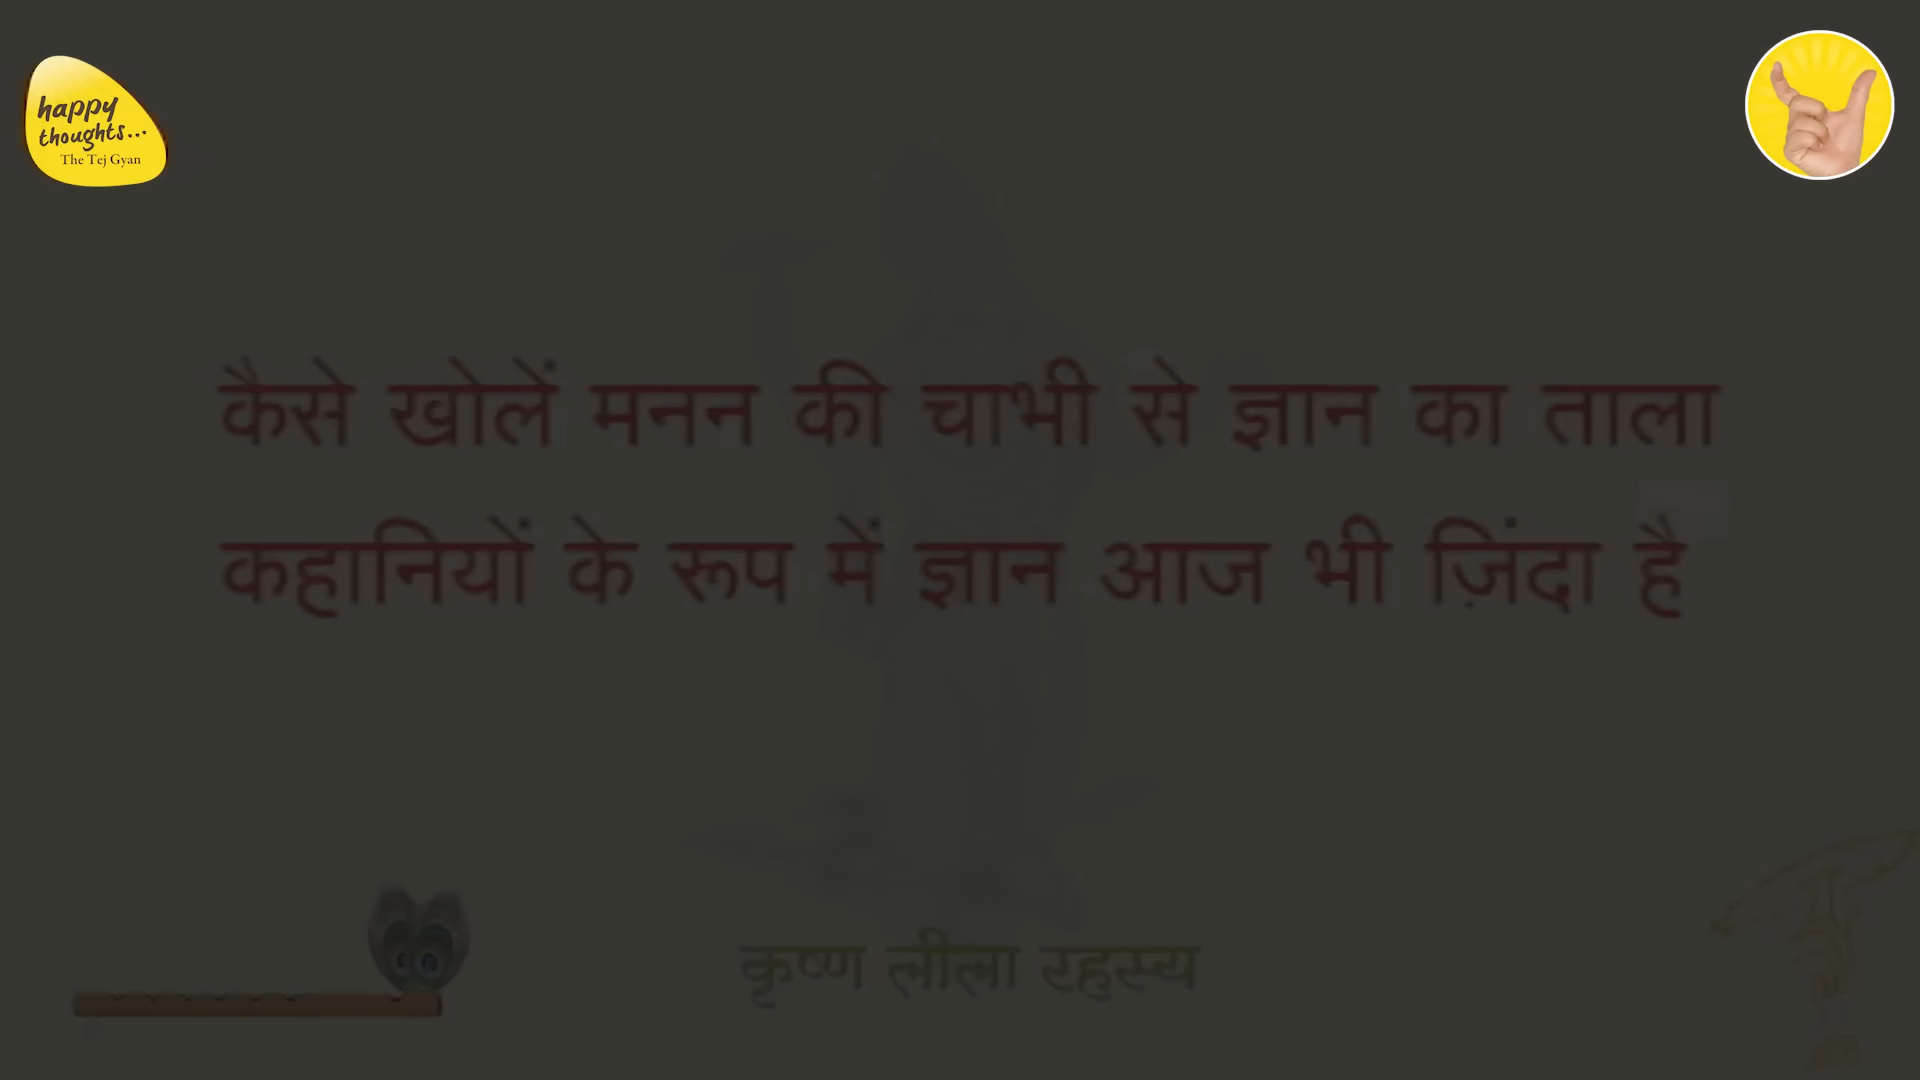 happy
thoughts...
The Tej Gyan
कैसे खोलें मनन की चाभी से ज्ञान का ताला
कहानियों के रूप में ज्ञान आज भी ज़िंदा है
कृष्ण लीला रहस्य